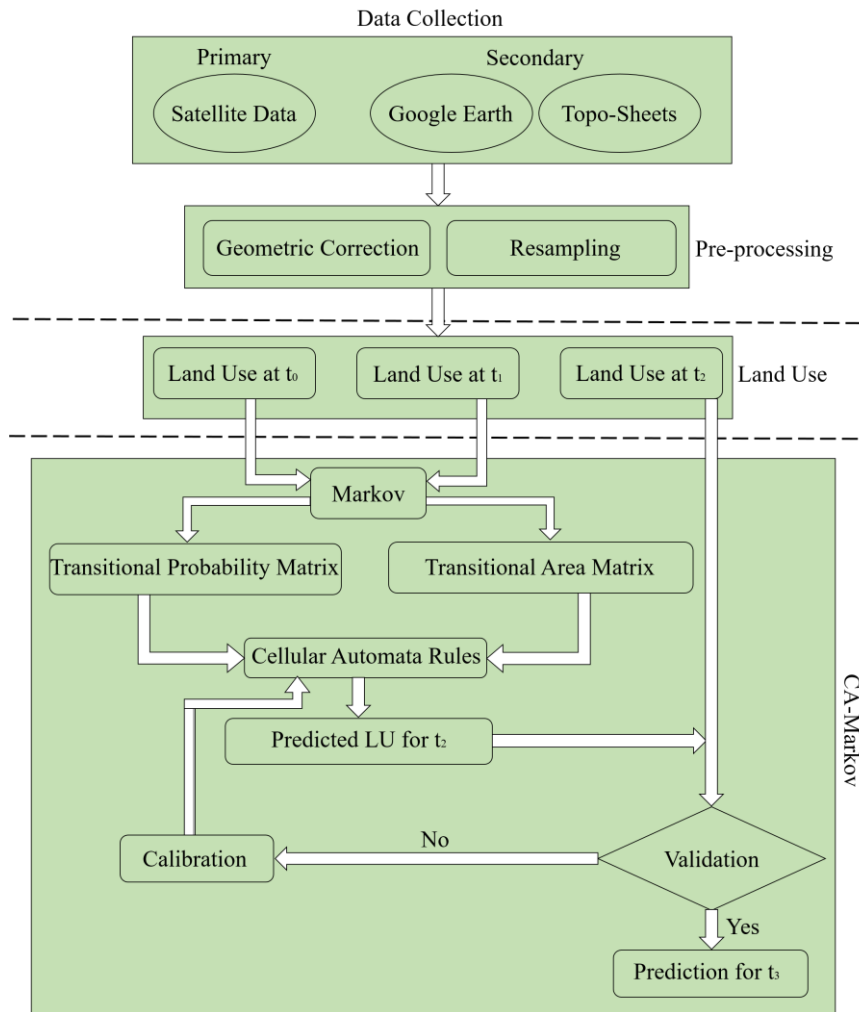 Data Collection
Primary
Secondary
Satellite Data
Google Earth
Topo-Sheets
Geometric Correction
Resampling
Pre-processing
Land Use at t₀
Land Use at t₁
Land Use at t₂
Land Use
Markov
Transitional Probability Matrix
Transitional Area Matrix
Cellular Automata Rules
Predicted LU for t₂
CA-Markov
No
Calibration
Validation
Yes
Prediction for t₃